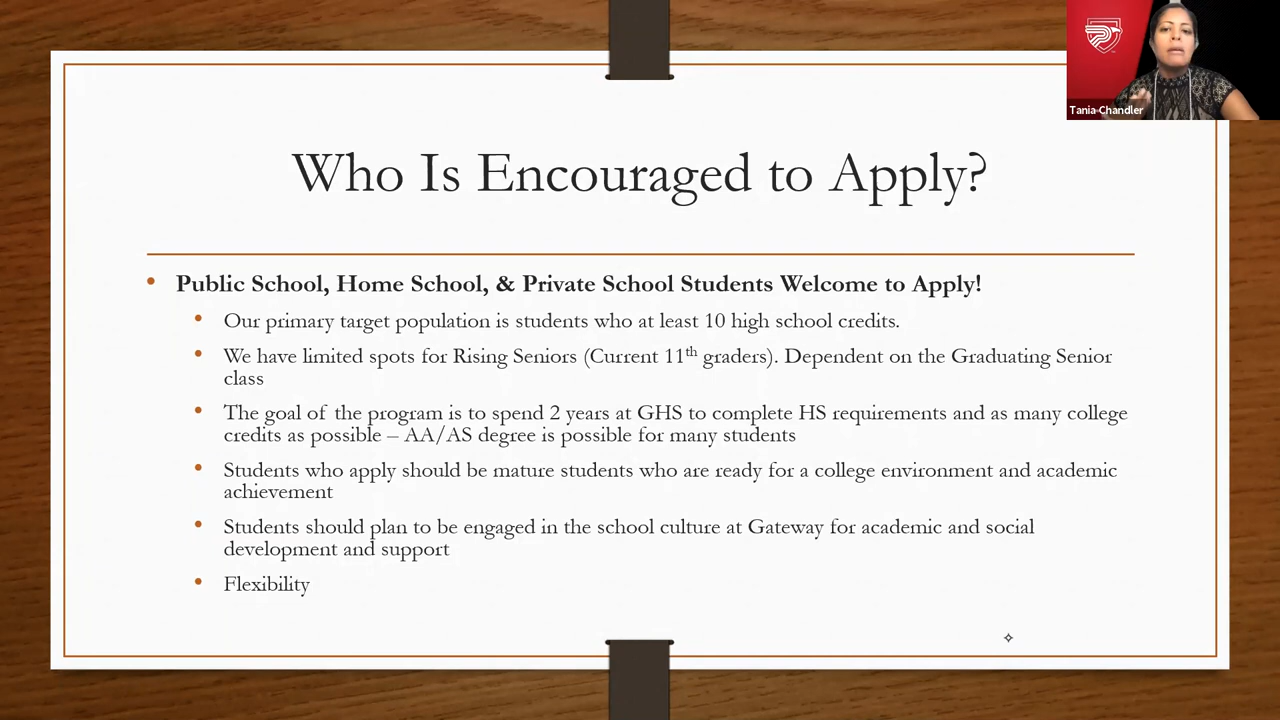 Tania Chandler
Who Is Encouraged to Apply?
• Public School, Home School, & Private School Students Welcome to Apply!
• Our primary target population is students who at least 10 high school credits.
• We have limited spots for Rising Seniors (Current 11th graders). Dependent on the Graduating Senior
class
• The goal of the program is to spend 2 years at GHS to complete HS requirements and as many college
credits as possible – AA/AS degree is possible for many students
• Students who apply should be mature students who are ready for a college environment and academic
achievement
• Students should plan to be engaged in the school culture at Gateway for academic and social
development and support
• Flexibility